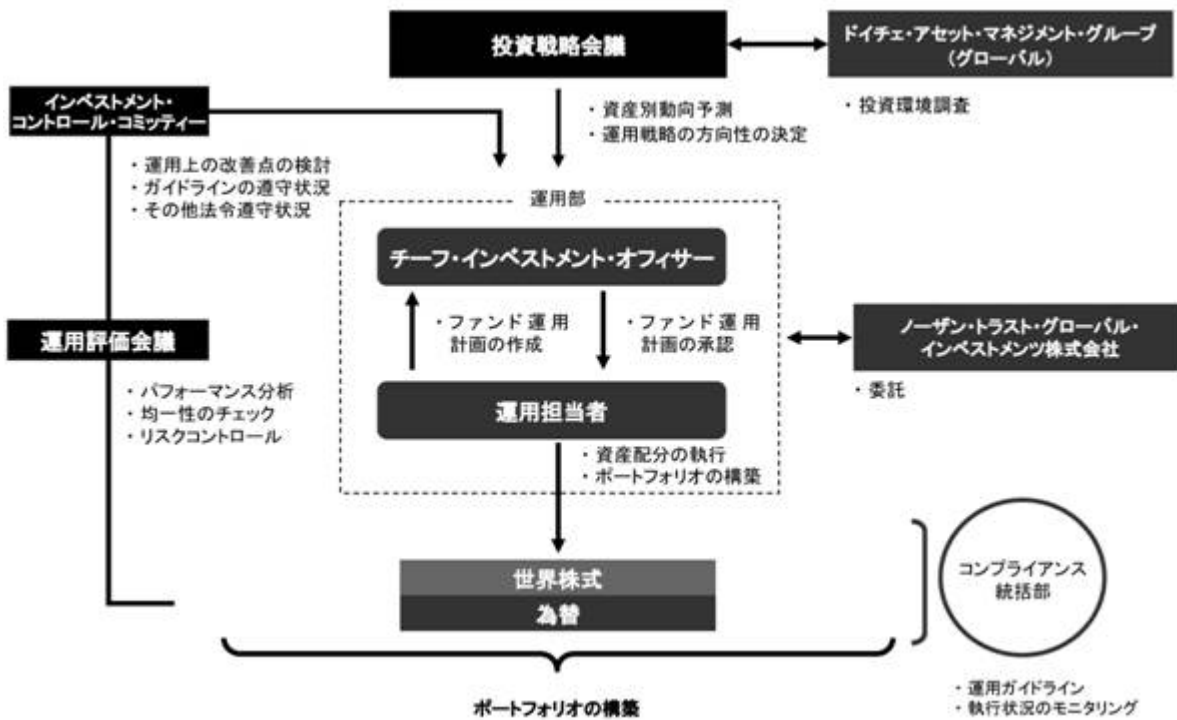 投資戦略会議
ドイチェ・アセット・マネジメント・グループ
(グローバル)
・投資環境調査
・資産別動向予測
・運用戦略の方向性の決定
インベストメント・
コントロール・コミッティー
・運用上の改善点の検討
・ガイドラインの遵守状況
・その他法令遵守状況
運用部
チーフ・インベストメント・オフィサー
・ファンド運用
計画の作成
・ファンド運用
計画の承認
運用評価会議
・パフォーマンス分析
・均一性のチェック
・リスクコントロール
ノーザン・トラスト・グローバル・
インベストメンツ株式会社
・委託
運用担当者
・資産配分の執行
・ポートフォリオの構築
世界株式
為替
コンプライアンス
統括部
・運用ガイドライン
・執行状況のモニタリング
ポートフォリオの構築